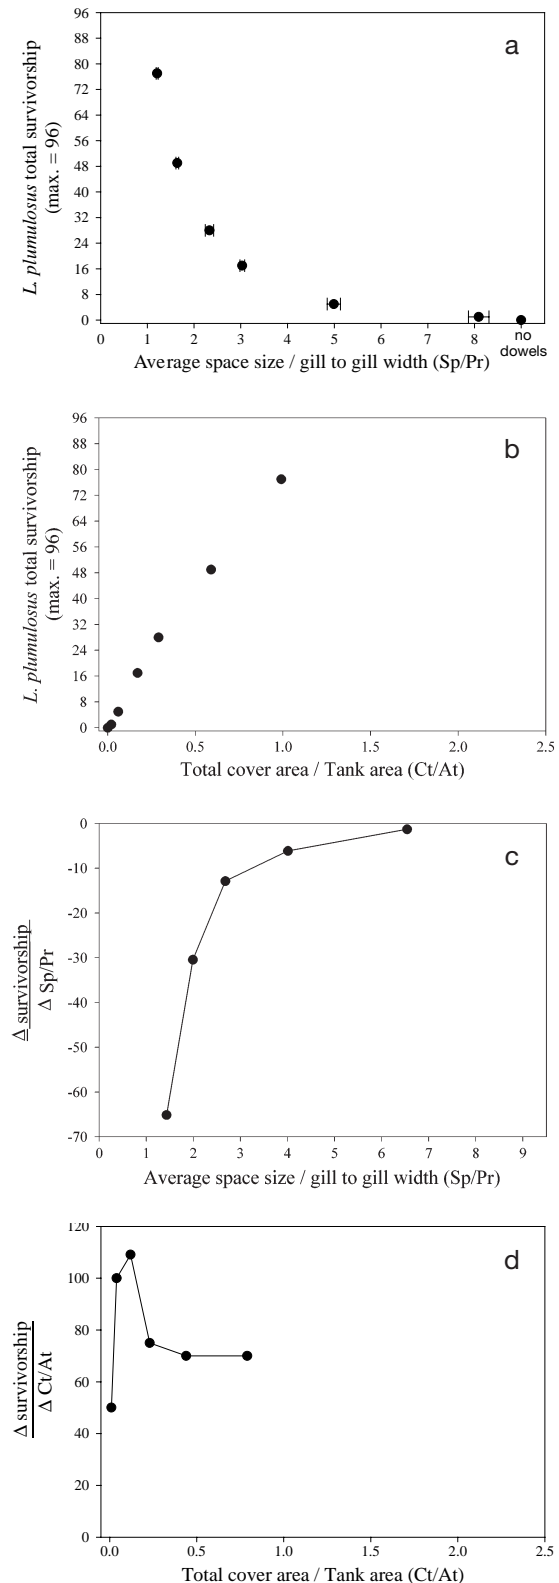 96
88
80
72
64
56
48
40
32
24
16
8
0
L. plumulosus total survivorship
(max. = 96)
a
0 1 2 3 4 5 6 7 8 no
dowels
Average space size / gill to gill width (Sp/Pr)
96
88
80
72
64
56
48
40
32
24
16
8
0
L. plumulosus total survivorship
(max. = 96)
b
0.0 0.5 1.0 1.5 2.0 2.5
Total cover area / Tank area (Ct/At)
0
-10
-20
-30
-40
-50
-60
-70
Δ survivorship
Δ Sp/Pr
c
0 1 2 3 4 5 6 7 8 9
Average space size / gill to gill width (Sp/Pr)
120
100
80
60
40
20
0
Δ survivorship
Δ Ct/At
d
0.0 0.5 1.0 1.5 2.0 2.5
Total cover area / Tank area (Ct/At)